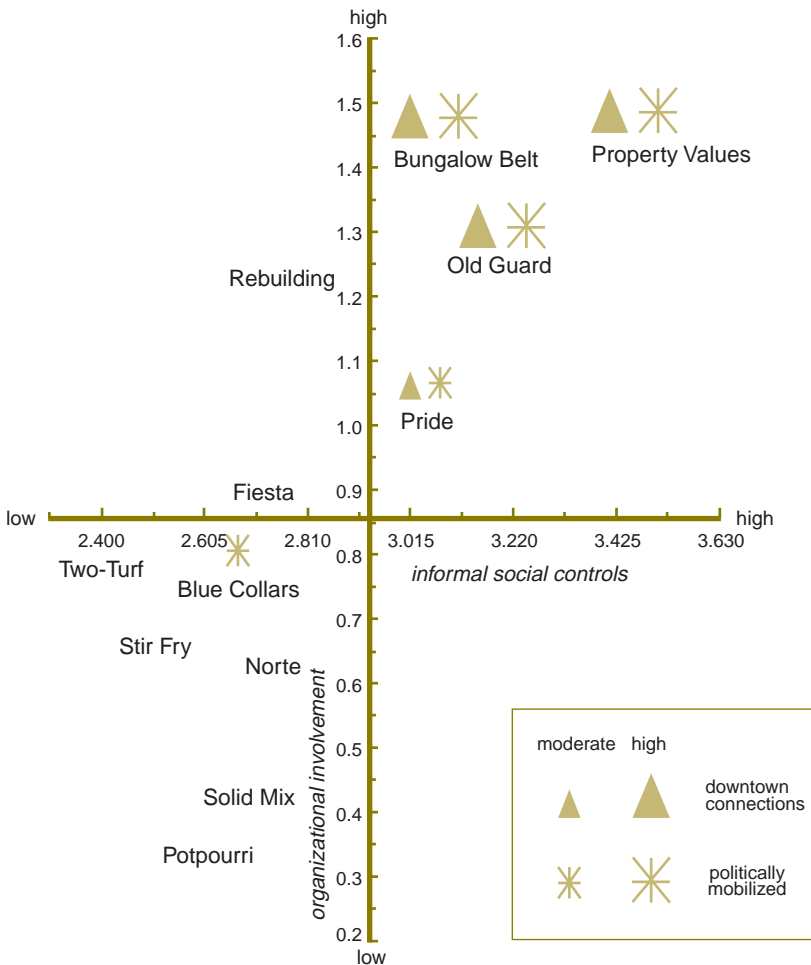 high
1.6
1.5
1.4
Bungalow Belt
Property Values
1.3
Old Guard
Rebuilding
1.2
1.1
Pride
1.0
Fiesta
0.9
low
high
2.400
2.605
2.810
3.015
3.220
3.425
3.630
0.8
Two-Turf
informal social controls
Blue Collars
0.7
Stir Fry
Norte
0.6
organizational involvement
0.5
Solid Mix
0.4
Potpourri
0.3
0.2
low
moderate
high
downtown
connections
politically
mobilized